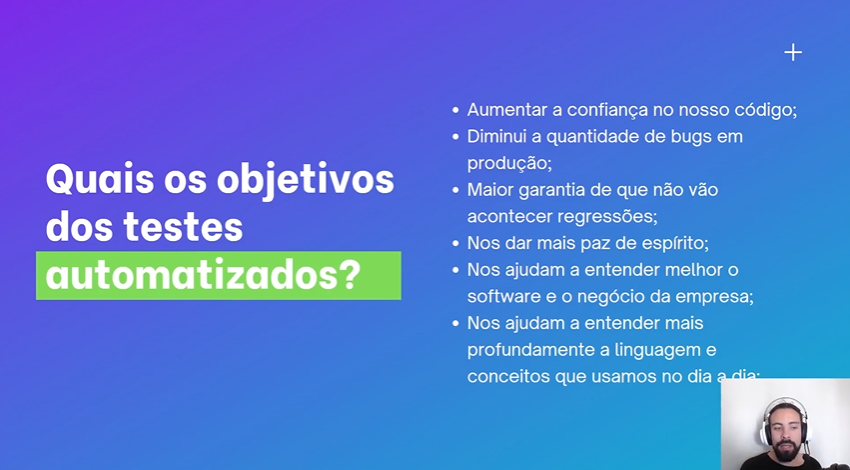 Quais os objetivos
dos testes
automatizados?
• Aumentar a confiança no nosso código;
• Diminui a quantidade de bugs em
produção;
• Maior garantia de que não vão
acontecer regressões;
• Nos dar mais paz de espírito;
• Nos ajudam a entender melhor o
software e o negócio da empresa;
• Nos ajudam a entender mais
profundamente a linguagem e
conceitos que usamos no dia a dia;